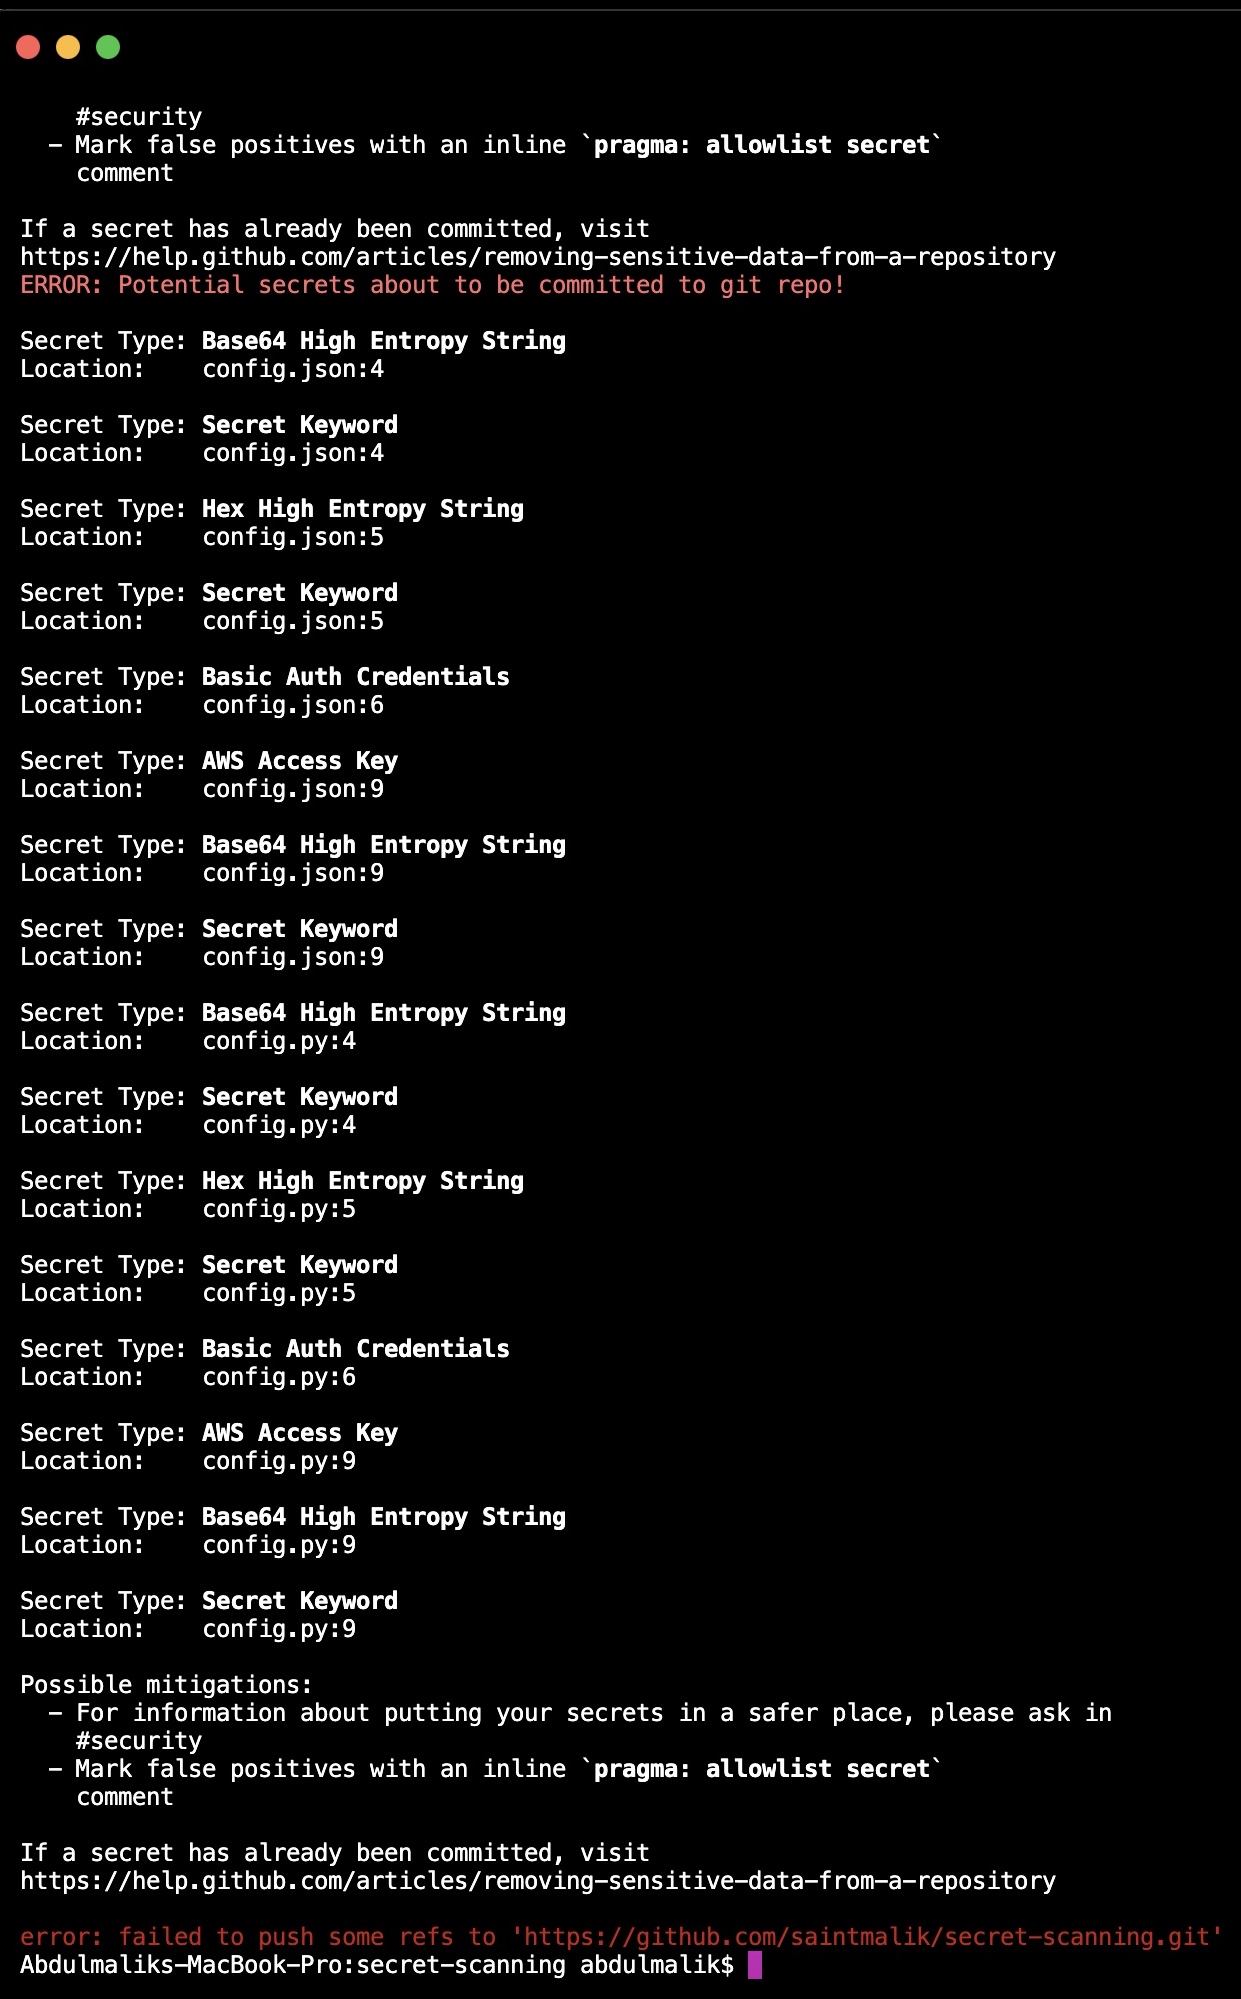 #security
– Mark false positives with an inline `pragma: allowlist secret`
comment
If a secret has already been committed, visit
https://help.github.com/articles/removing-sensitive-data-from-a-repository
ERROR: Potential secrets about to be committed to git repo!
Secret Type: Base64 High Entropy String
Location:    config.json:4
Secret Type: Secret Keyword
Location:    config.json:4
Secret Type: Hex High Entropy String
Location:    config.json:5
Secret Type: Secret Keyword
Location:    config.json:5
Secret Type: Basic Auth Credentials
Location:    config.json:6
Secret Type: AWS Access Key
Location:    config.json:9
Secret Type: Base64 High Entropy String
Location:    config.json:9
Secret Type: Secret Keyword
Location:    config.json:9
Secret Type: Base64 High Entropy String
Location:    config.py:4
Secret Type: Secret Keyword
Location:    config.py:4
Secret Type: Hex High Entropy String
Location:    config.py:5
Secret Type: Secret Keyword
Location:    config.py:5
Secret Type: Basic Auth Credentials
Location:    config.py:6
Secret Type: AWS Access Key
Location:    config.py:9
Secret Type: Base64 High Entropy String
Location:    config.py:9
Secret Type: Secret Keyword
Location:    config.py:9
Possible mitigations:
– For information about putting your secrets in a safer place, please ask in
#security
– Mark false positives with an inline `pragma: allowlist secret`
comment
If a secret has already been committed, visit
https://help.github.com/articles/removing-sensitive-data-from-a-repository
error: failed to push some refs to 'https://github.com/saintmalik/secret-scanning.git'
Abdulmaliks-MacBook-Pro:secret-scanning abdulmalik$